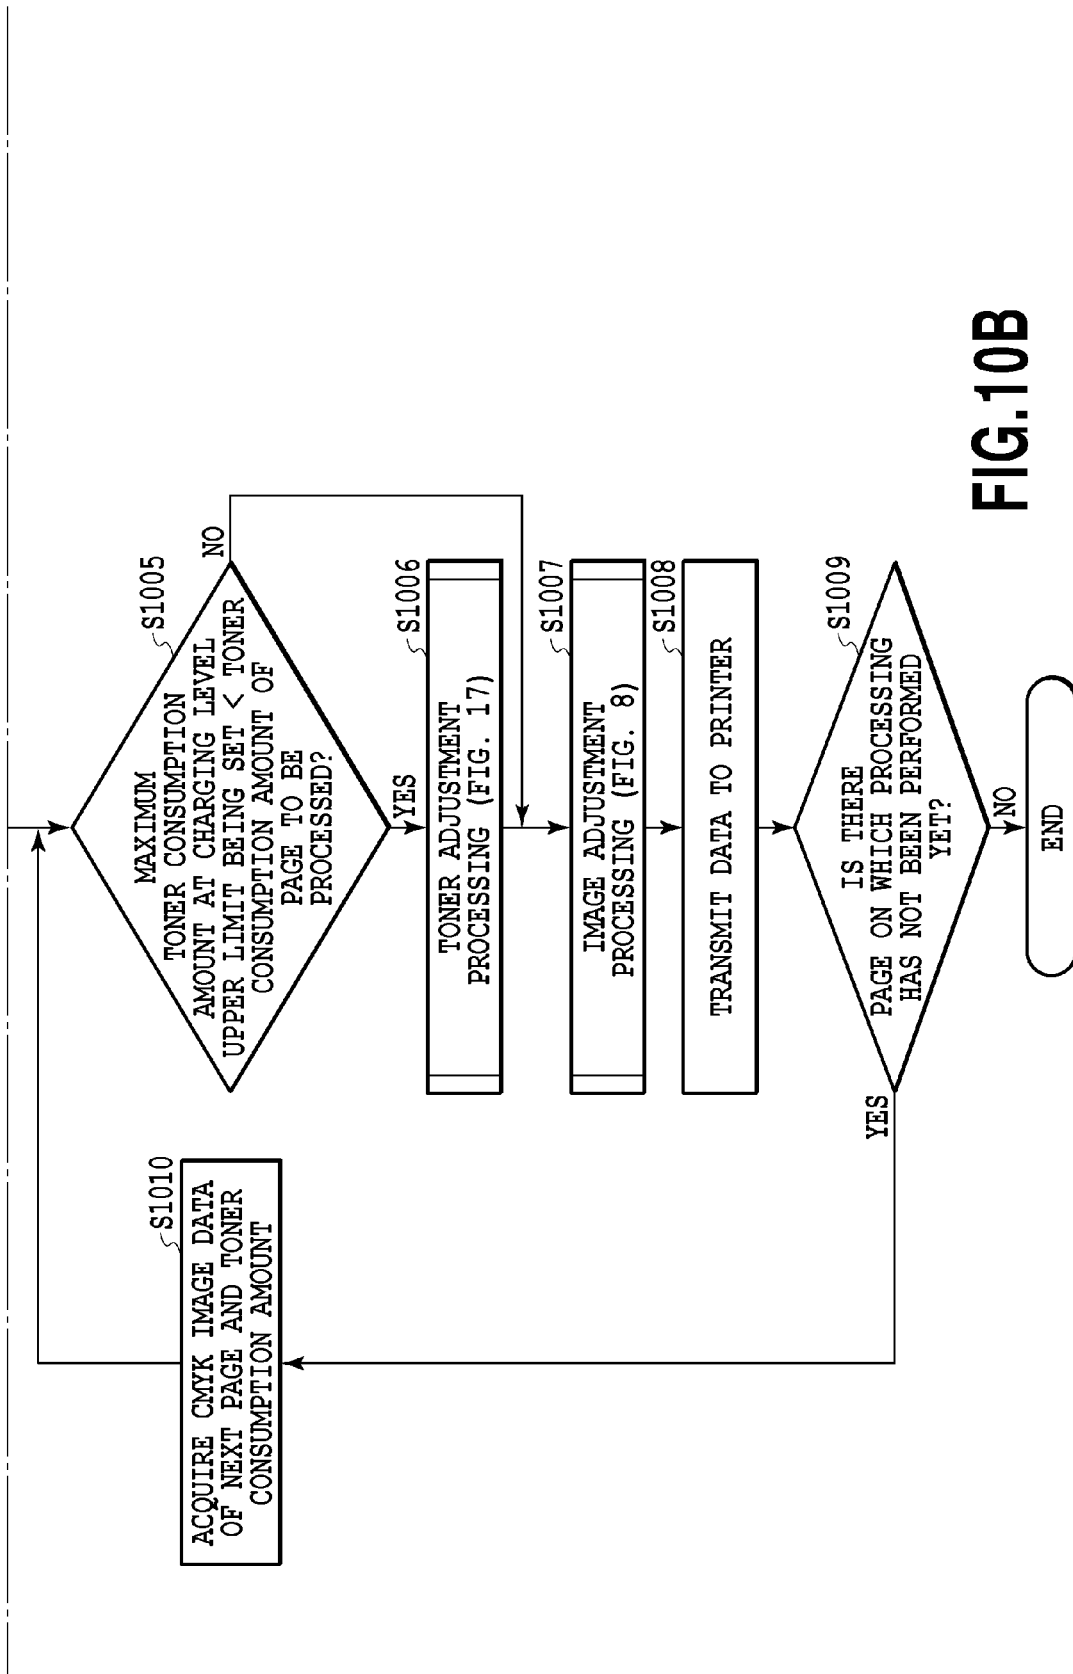 MAXIMUM
TONER CONSUMPTION
AMOUNT AT CHARGING LEVEL
UPPER LIMIT BEING SET < TONER
CONSUMPTION AMOUNT OF
PAGE TO BE
PROCESSED?
S1005
NO
YES
S1006
TONER ADJUSTMENT
PROCESSING (FIG. 17)
S1007
IMAGE ADJUSTMENT
PROCESSING (FIG. 8)
S1008
TRANSMIT DATA TO PRINTER
S1009
IS THERE
PAGE ON WHICH PROCESSING
HAS NOT BEEN PERFORMED
YET?
YES
NO
END
S1010
ACQUIRE CMYK IMAGE DATA
OF NEXT PAGE AND TONER
CONSUMPTION AMOUNT
FIG.10B